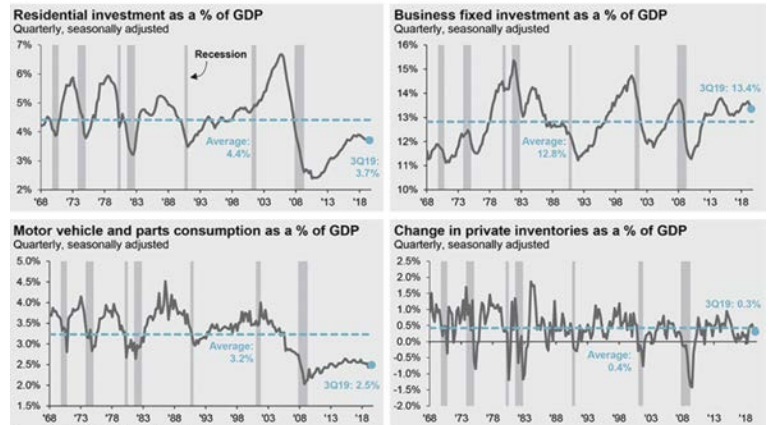 Residential investment as a % of GDP
Quarterly, seasonally adjusted
7%
6%
5%
4%
3%
2%
Recession
Average:
4.4%
3Q19:
3.7%
'68 '73 '78 '83 '88 '93 '98 '03 '08 '13 '18
Business fixed investment as a % of GDP
Quarterly, seasonally adjusted
16%
15%
14%
13%
12%
11%
10%
3Q19: 13.4%
Average:
12.8%
'68 '73 '78 '83 '88 '93 '98 '03 '08 '13 '18
Motor vehicle and parts consumption as a % of GDP
Quarterly, seasonally adjusted
5.0%
4.5%
4.0%
3.5%
3.0%
2.5%
2.0%
1.5%
Average:
3.2%
3Q19: 2.5%
'68 '73 '78 '83 '88 '93 '98 '03 '08 '13 '18
Change in private inventories as a % of GDP
Quarterly, seasonally adjusted
2.5%
2.0%
1.5%
1.0%
0.5%
0.0%
-0.5%
-1.0%
-1.5%
-2.0%
3Q19: 0.3%
Average:
0.4%
'68 '73 '78 '83 '88 '93 '98 '03 '08 '13 '18